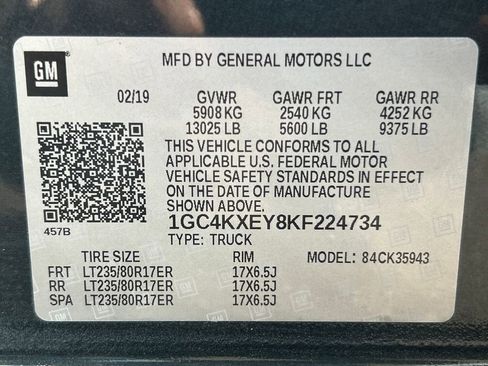 GM
MFD BY GENERAL MOTORS LLC
02/19 GVWR GAWR FRT GAWR RR
5908 KG 2540 KG 4252 KG
13025 LB 5600 LB 9375 LB
THIS VEHICLE CONFORMS TO ALL
APPLICABLE U.S. FEDERAL MOTOR
VEHICLE SAFETY STANDARDS IN EFFECT
ON THE DATE OF MANUFACTURE SHOWN ABOVE.
1GC4KXEY8KF224734
457B
TYPE: TRUCK
TIRE SIZE RIM MODEL: 84CK35943
FRT LT235/80R17ER 17X6.5J
RR LT235/80R17ER 17X6.5J
SPA LT235/80R17ER 17X6.5J